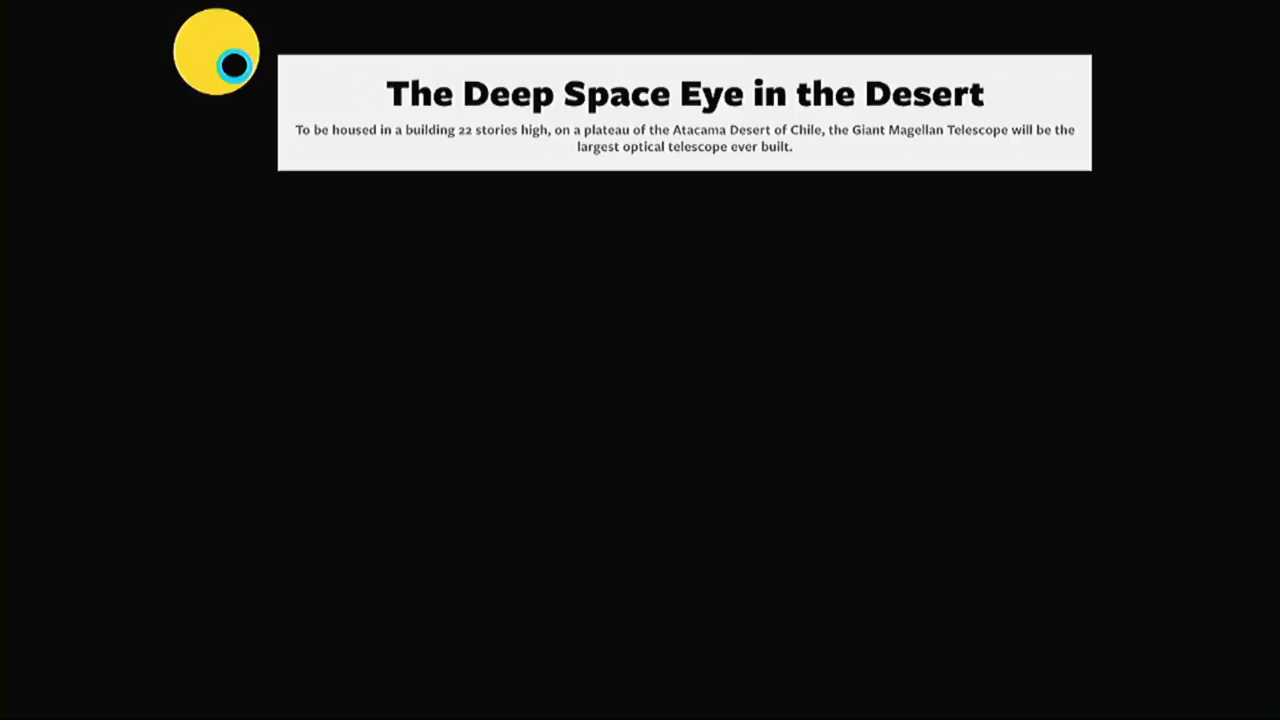 The Deep Space Eye in the Desert
To be housed in a building 22 stories high, on a plateau of the Atacama Desert of Chile, the Giant Magellan Telescope will be the
largest optical telescope ever built.